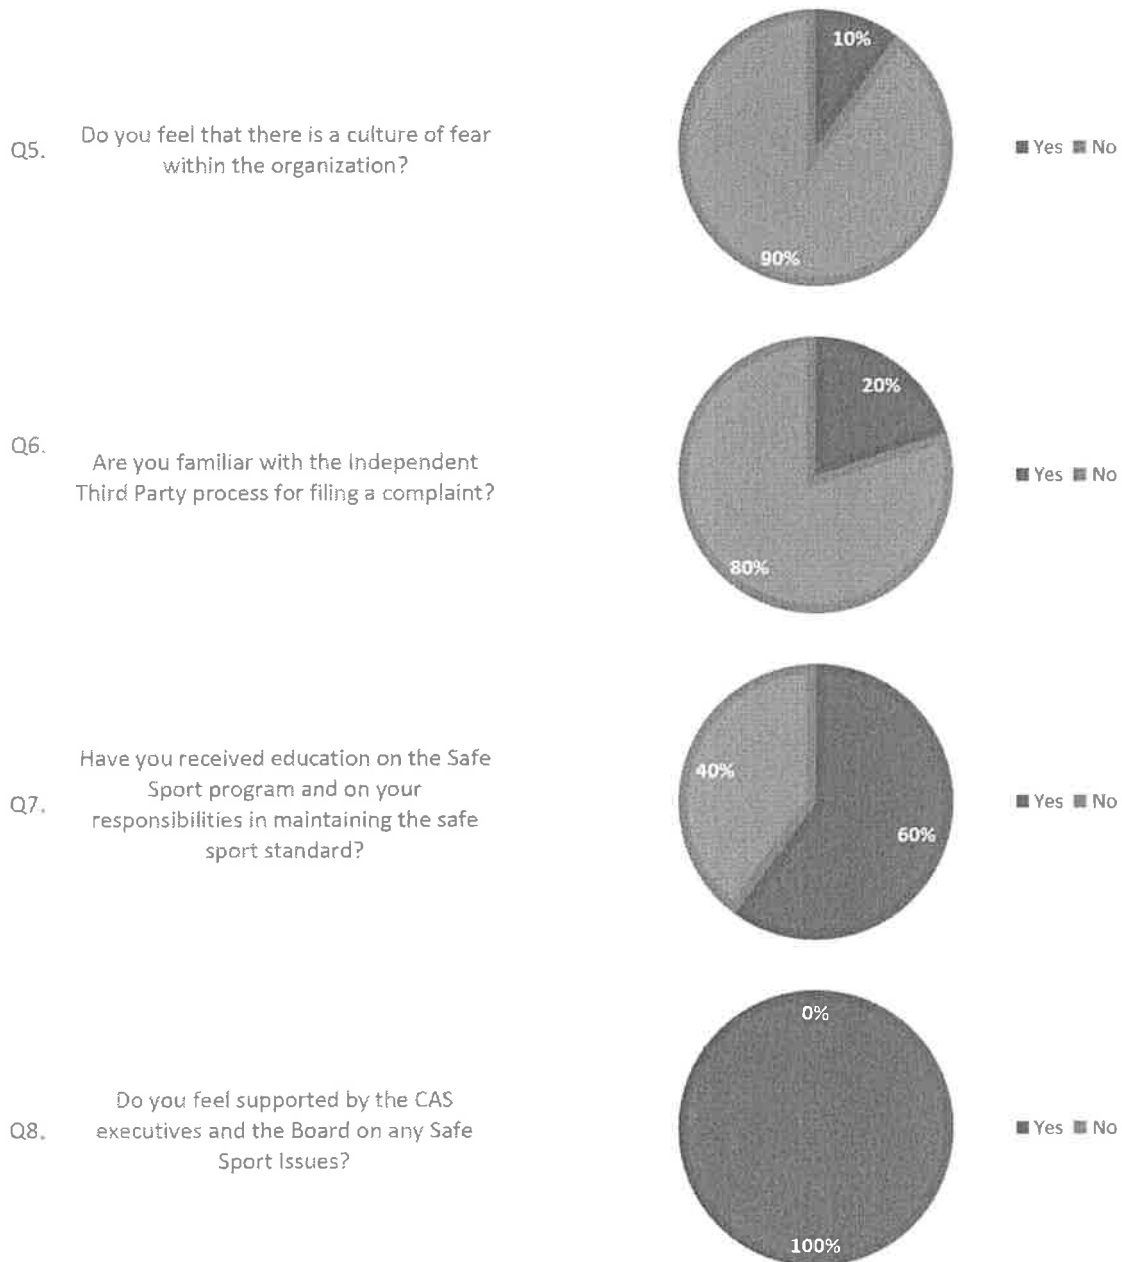 10%
Q5.
Do you feel that there is a culture of fear
within the organization?
■ Yes ■ No
90%
20%
Q6.
Are you familiar with the Independent
Third Party process for filing a complaint?
■ Yes ■ No
80%
Q7.
Have you received education on the Safe
Sport program and on your
responsibilities in maintaining the safe
sport standard?
40%
60%
■ Yes ■ No
0%
Q8.
Do you feel supported by the CAS
executives and the Board on any Safe
Sport Issues?
■ Yes ■ No
100%